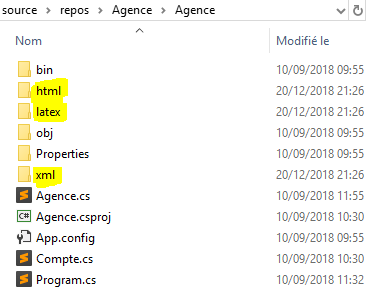 source > repos > Agence > Agence
Nom Modifié le
bin 10/09/2018 09:55
html 20/12/2018 21:26
latex 20/12/2018 21:26
obj 10/09/2018 09:55
Properties 10/09/2018 09:55
xml 20/12/2018 21:26
Agence.cs 10/09/2018 11:55
C# Agence.csproj 10/09/2018 10:30
App.config 10/09/2018 09:55
Compte.cs 10/09/2018 10:30
Program.cs 10/09/2018 11:32